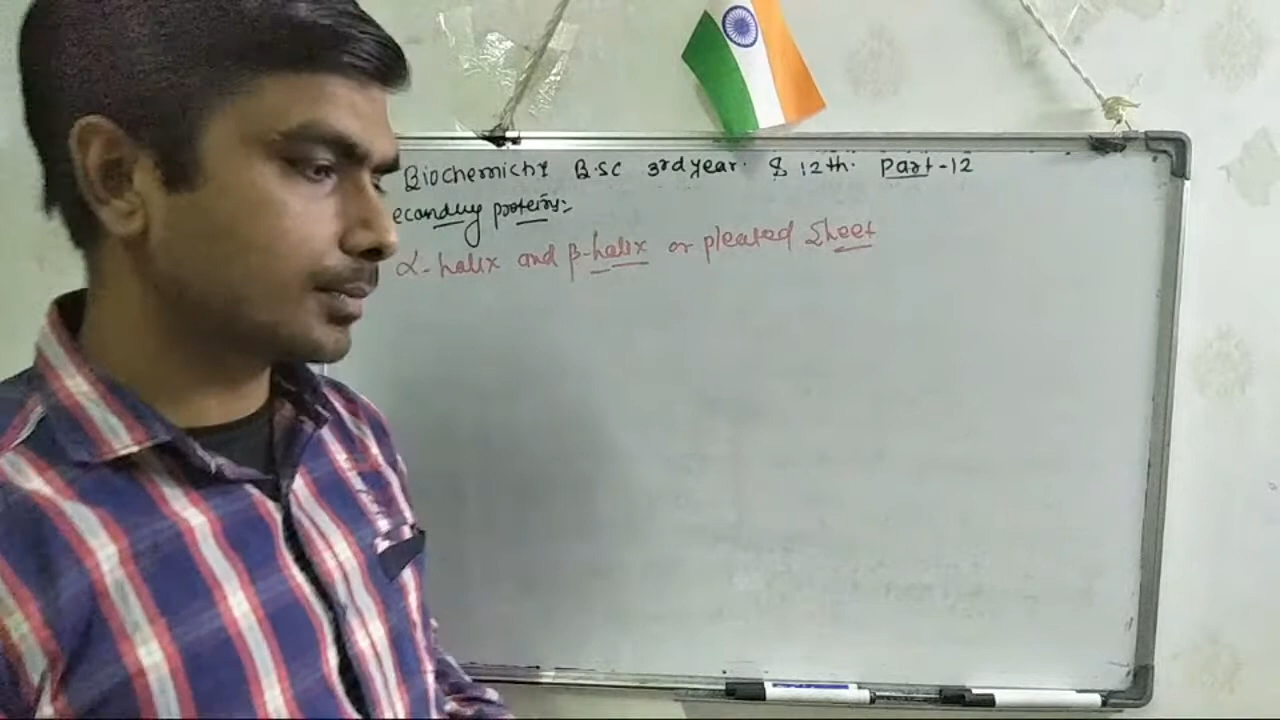 Biochemistry B.SC 3rd year. & 12th. Part-12
econdary proteins:-
α-helix and β-helix or pleated Sheet